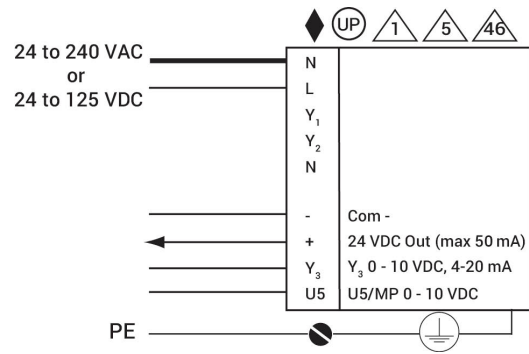 UP 1 5 46
24 to 240 VAC
or
24 to 125 VDC
N
L
Y1
Y2
N
- Com -
+ 24 VDC Out (max 50 mA)
Y3 Y3 0 - 10 VDC, 4-20 mA
U5 U5/MP 0 - 10 VDC
PE